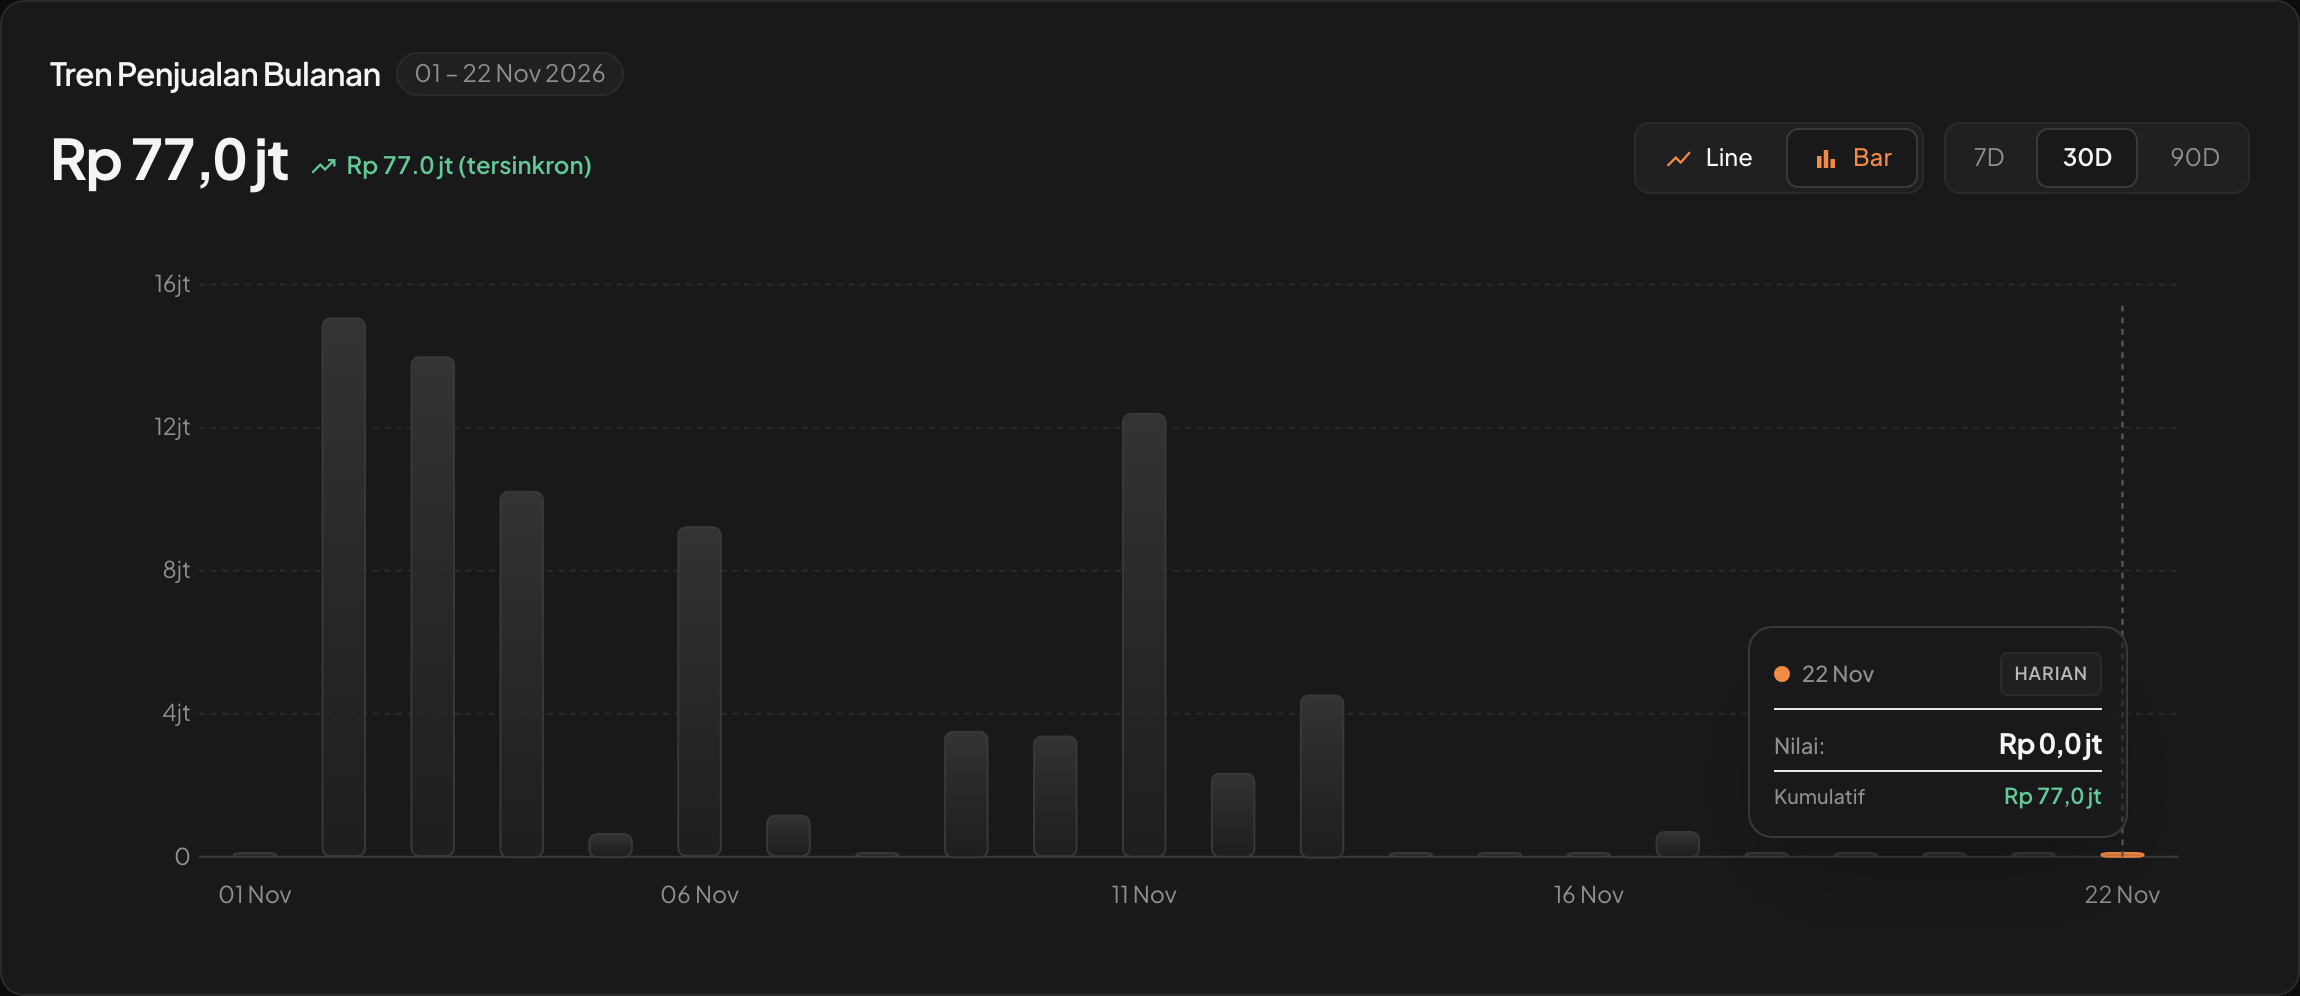 Tren Penjualan Bulanan
01 – 22 Nov 2026
Rp 77,0 jt
Rp 77.0 jt (tersinkron)
Line
Bar
7D
30D
90D
16jt
12jt
8jt
4jt
0
22 Nov
HARIAN
Nilai:
Rp 0,0 jt
Kumulatif
Rp 77,0 jt
01 Nov
06 Nov
11 Nov
16 Nov
22 Nov